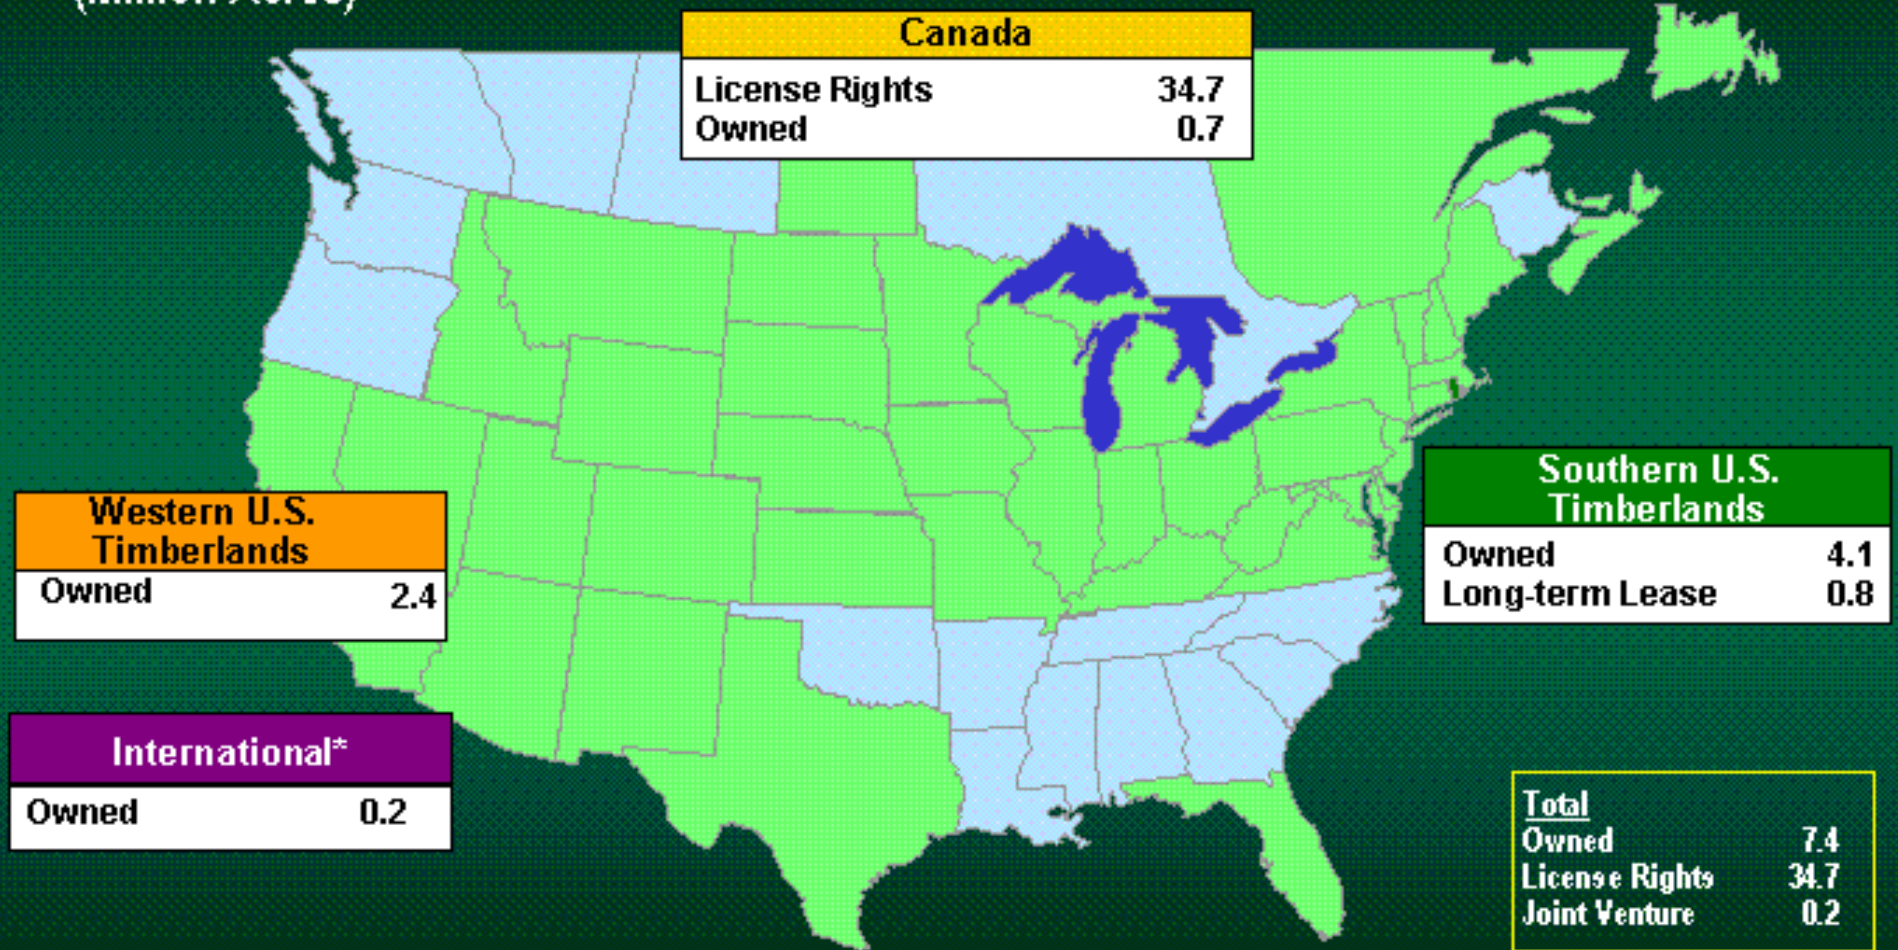 (Million Acres)
Canada
License Rights 34.7
Owned 0.7
Western U.S.
Timberlands
Owned 2.4
Southern U.S.
Timberlands
Owned 4.1
Long-term Lease 0.8
International*
Owned 0.2
Total
Owned 7.4
License Rights 34.7
Joint Venture 0.2